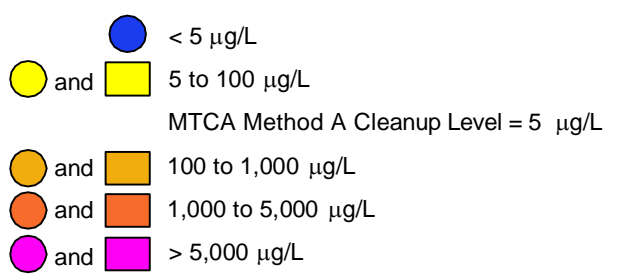 < 5 µg/L
and 5 to 100 µg/L
MTCA Method A Cleanup Level = 5 µg/L
and 100 to 1,000 µg/L
and 1,000 to 5,000 µg/L
and > 5,000 µg/L